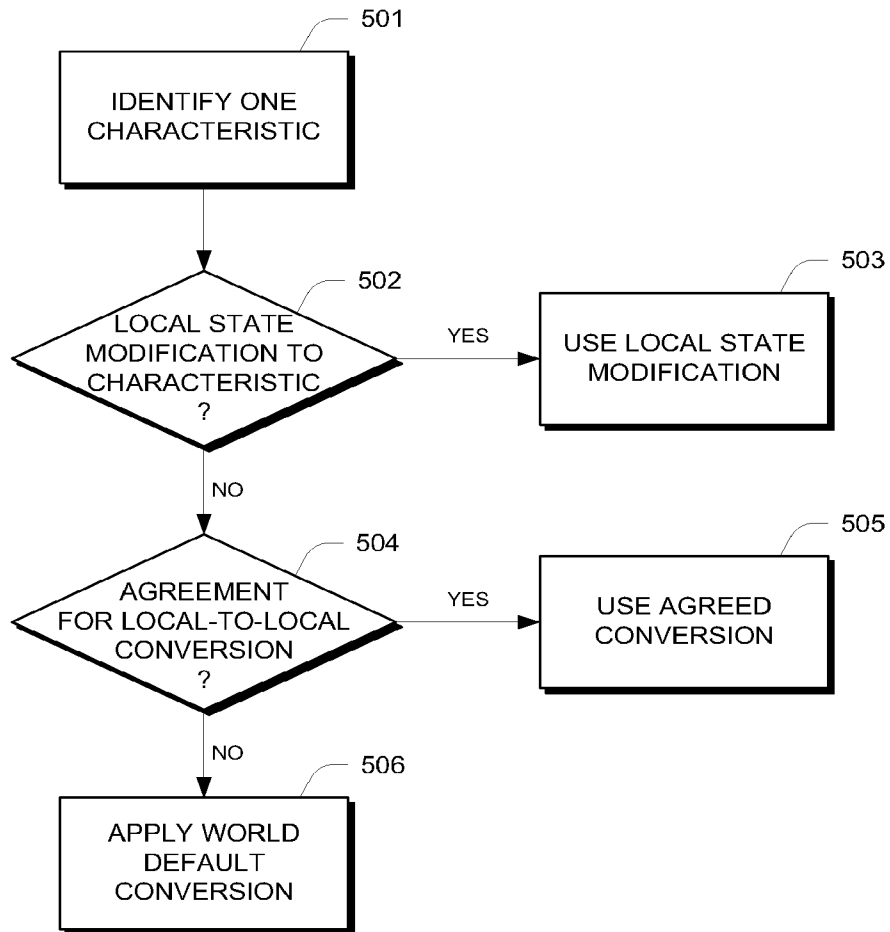 501
IDENTIFY ONE
CHARACTERISTIC
502
LOCAL STATE
MODIFICATION TO
CHARACTERISTIC
?
YES
503
USE LOCAL STATE
MODIFICATION
NO
504
AGREEMENT
FOR LOCAL-TO-LOCAL
CONVERSION
?
YES
505
USE AGREED
CONVERSION
NO
506
APPLY WORLD
DEFAULT
CONVERSION